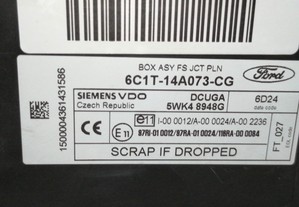 BOX ASY FS JCT PLN
6C1T-14A073-CG
Ford
SIEMENS VDO
Czech Republic
DCUGA
5WK4 8948G
6D24
date code
1500004361431586
e11 I-00 0012/A-00 0024/A-00 2236
E11 97RI-01 0012/97RA-01 0024/116RA-00 0084
FT_027
SCRAP IF DROPPED